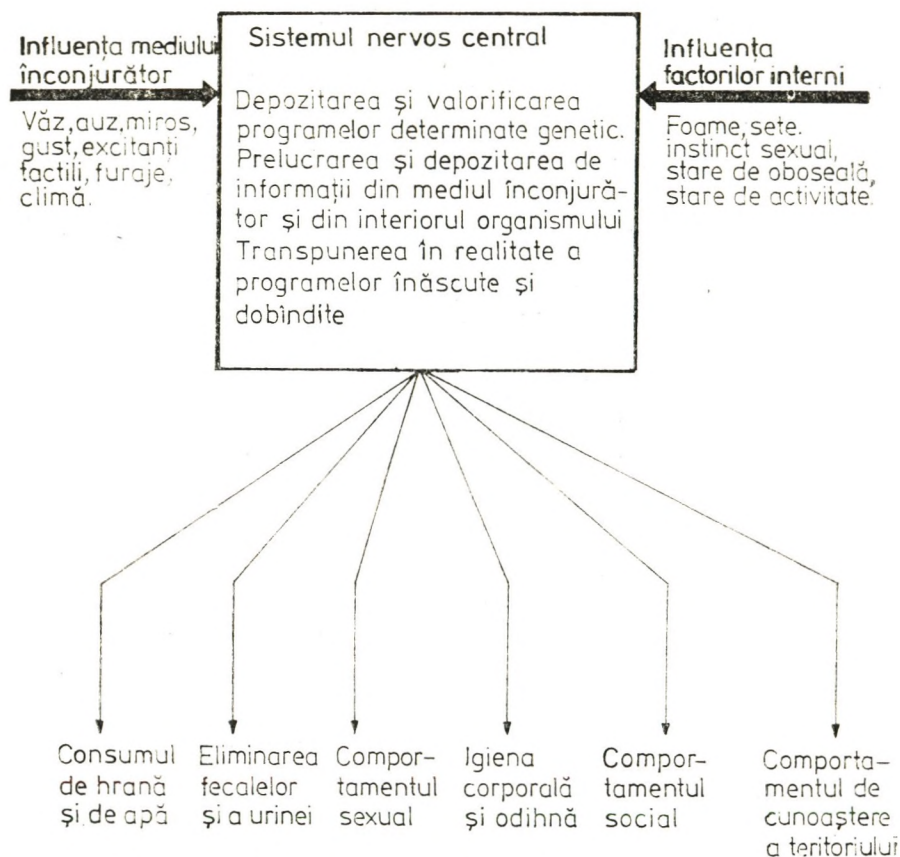 Influența mediului
înconjurător
Văz, auz, miros,
gust, excitanți
tactili, furaje,
climă.
Sistemul nervos central
Depozitarea și valorificarea
programelor determinate genetic.
Prelucrarea și depozitarea de
informații din mediul înconjură-
tor și din interiorul organismului
Transpunerea în realitate a
programelor înăscute și
dobîndite
Influența
factorilor interni
Foame, sete.
instinct sexual,
stare de oboseală,
stare de activitate.
Consumul
de hrană
și de apă
Eliminarea
fecalelor
și a urinei
Compor-
tamentul
sexual
Igiena
corporală
și odihnă
Compor-
tamentul
social
Comporta-
mentul de
cunoaștere
a teritoriului